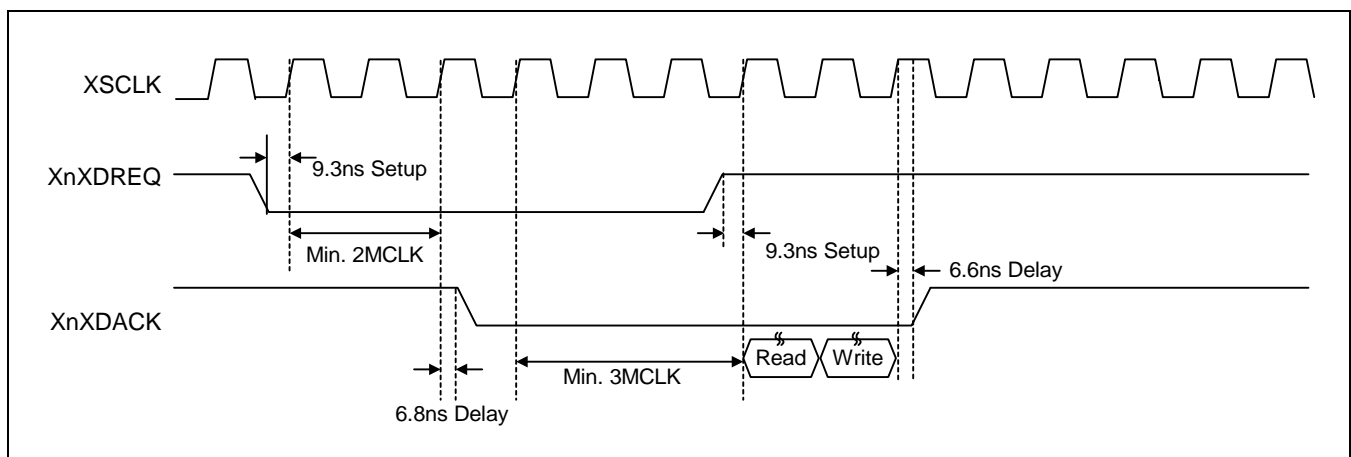 XSCLK
XnXDREQ
9.3ns Setup
Min. 2MCLK
9.3ns Setup
6.6ns Delay
XnXDACK
Read
Write
Min. 3MCLK
6.8ns Delay